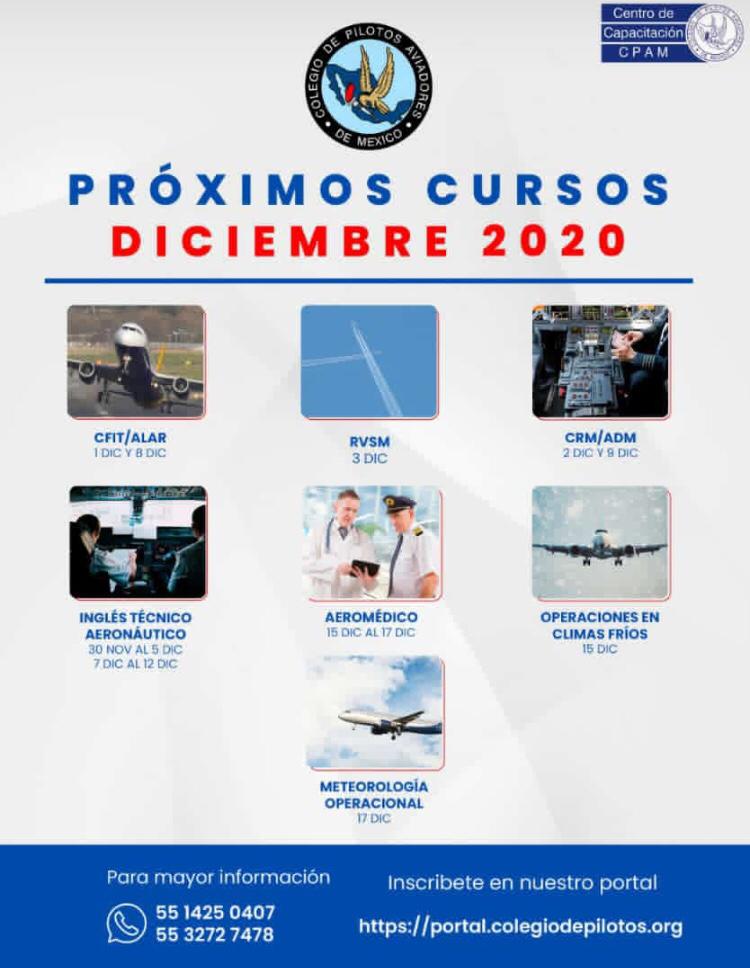 Centro de
Capacitación
CPAM
COLEGIO DE PILOTOS AVIADORES
DE MEXICO
PRÓXIMOS CURSOS
DICIEMBRE 2020
CFIT/ALAR
1 DIC Y 8 DIC
RVSM
3 DIC
CRM/ADM
2 DIC Y 9 DIC
INGLÉS TÉCNICO
AERONÁUTICO
30 NOV AL 5 DIC
7 DIC AL 12 DIC
AEROMÉDICO
15 DIC AL 17 DIC
OPERACIONES EN
CLIMAS FRÍOS
15 DIC
METEOROLOGÍA
OPERACIONAL
17 DIC
Para mayor información
55 1425 0407
55 3272 7478
Inscribete en nuestro portal
https://portal.colegiodepilotos.org